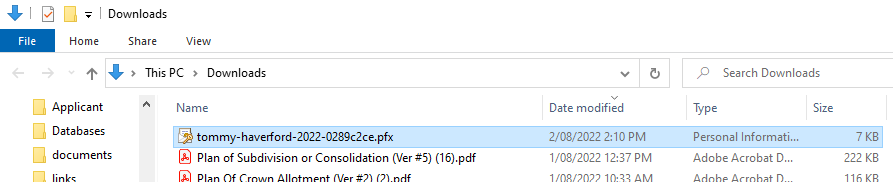 Downloads
File Home Share View
This PC Downloads Search Downloads
Applicant Name Date modified Type Size
Databases tommy-haverford-2022-0289c2ce.pfx 2/08/2022 2:10 PM Personal Informati... 7 KB
documents Plan of Subdivision or Consolidation (Ver #5) (16).pdf 1/08/2022 12:37 PM Adobe Acrobat D... 222 KB
links Plan Of Crown Allotment (Ver #2) (2).pdf 1/08/2022 10:33 AM Adobe Acrobat D... 116 KB